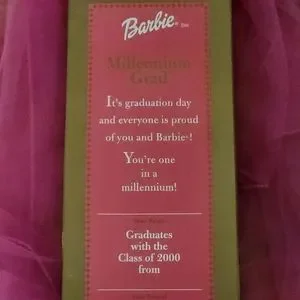 Barbie®
Millennium
Grad
It's graduation day
and everyone is proud
of you and Barbie®!
You're one
in a
millennium!
Graduates
with the
Class of 2000
from